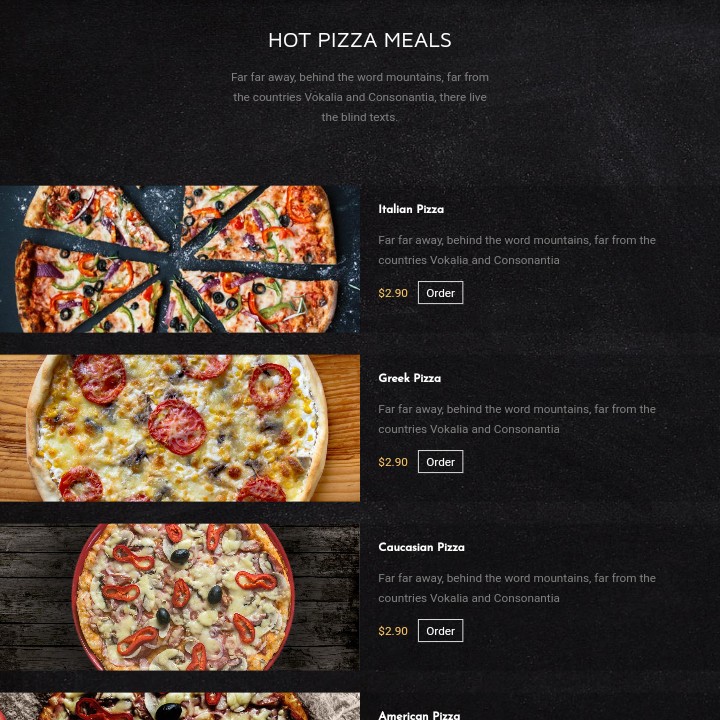 HOT PIZZA MEALS
Far far away, behind the word mountains, far from
the countries Vokalia and Consonantia, there live
the blind texts.
Italian Pizza
Far far away, behind the word mountains, far from the
countries Vokalia and Consonantia
$2.90 Order
Greek Pizza
Far far away, behind the word mountains, far from the
countries Vokalia and Consonantia
$2.90 Order
Caucasian Pizza
Far far away, behind the word mountains, far from the
countries Vokalia and Consonantia
$2.90 Order
American Pizza